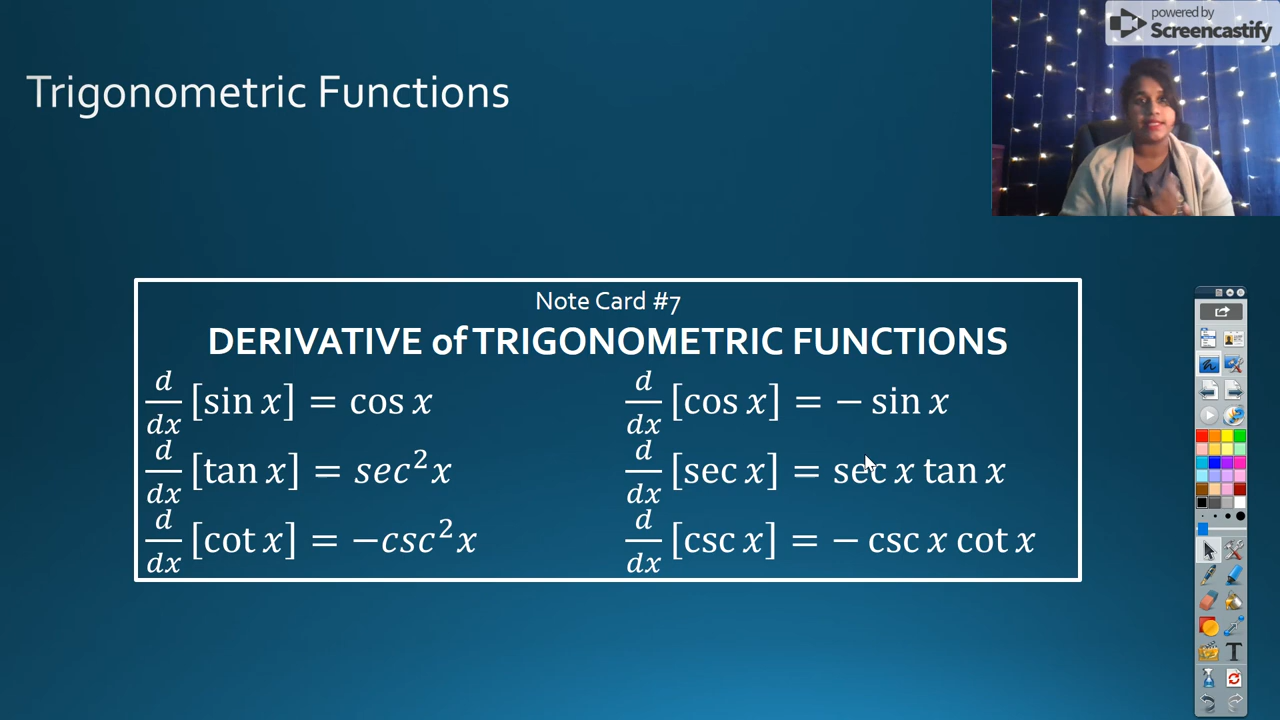 powered by
Screencastify
Trigonometric Functions
Note Card #7
DERIVATIVE of TRIGONOMETRIC FUNCTIONS
d/dx [sin x] = cos x
d/dx [cos x] = − sin x
d/dx [tan x] = sec²x
d/dx [sec x] = sec x tan x
d/dx [cot x] = −csc²x
d/dx [csc x] = − csc x cot x